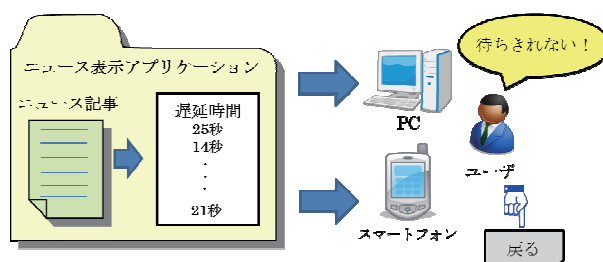 ニュース表示アプリケーション
ニュース記事
遅延時間
25秒
14秒
.
.
.
21秒
PC
スマートフォン
待ちきれない！
ユーザ
戻る